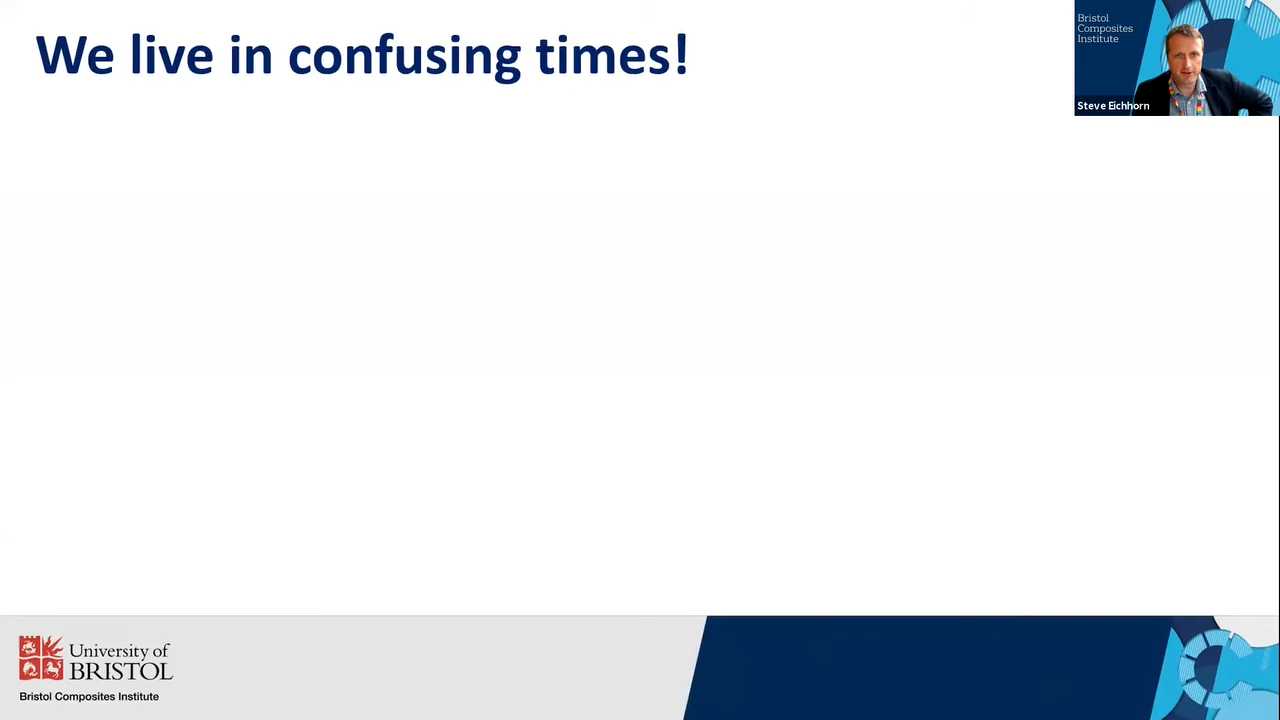 We live in confusing times!
Bristol
Composites
Institute
Steve Eichhorn
University of
BRISTOL
Bristol Composites Institute